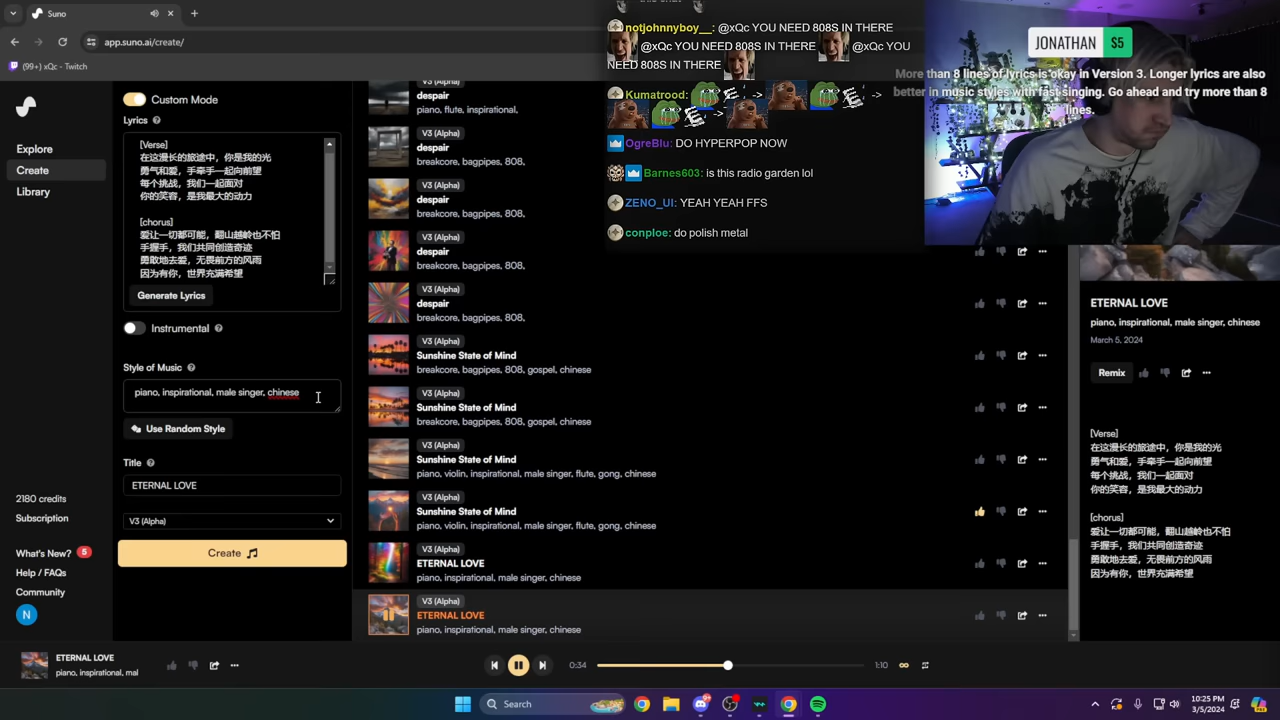 Suno
app.suno.ai/create/
(99+) xQc - Twitch
Explore
Create
Library
2180 credits
Subscription
What's New? 5
Help / FAQs
Community
N
Custom Mode
Lyrics
[Verse]
在这漫长的旅途中，你是我的光
勇气和爱，手牵手一起向前望
每个挑战，我们一起面对
你的笑容，是我最大的动力
[chorus]
爱让一切都可能，翻山越岭也不怕
手握手，我们共同创造奇迹
勇敢地去爱，无畏前方的风雨
因为有你，世界充满希望
Generate Lyrics
Instrumental
Style of Music
piano, inspirational, male singer, chinese
Use Random Style
Title
ETERNAL LOVE
V3 (Alpha)
Create
despair
piano, flute, inspirational,
V3 (Alpha)
despair
breakcore, bagpipes, 808,
V3 (Alpha)
despair
breakcore, bagpipes, 808,
V3 (Alpha)
despair
breakcore, bagpipes, 808,
V3 (Alpha)
despair
breakcore, bagpipes, 808,
V3 (Alpha)
Sunshine State of Mind
breakcore, bagpipes, 808, gospel, chinese
V3 (Alpha)
Sunshine State of Mind
breakcore, bagpipes, 808, gospel, chinese
V3 (Alpha)
Sunshine State of Mind
piano, violin, inspirational, male singer, flute, gong, chinese
V3 (Alpha)
Sunshine State of Mind
piano, violin, inspirational, male singer, flute, gong, chinese
V3 (Alpha)
ETERNAL LOVE
piano, inspirational, male singer, chinese
V3 (Alpha)
ETERNAL LOVE
piano, inspirational, male singer, chinese
notjohnnyboy__: @xQc YOU NEED 808S IN THERE
@xQc YOU NEED 808S IN THERE @xQc YOU
NEED 808S IN THERE
Kumatrood: -> ->
->
OgreBlu: DO HYPERPOP NOW
Barnes603: is this radio garden lol
ZENO_UI: YEAH YEAH FFS
conploe: do polish metal
JONATHAN $5
More than 8 lines of lyrics is okay in Version 3. Longer lyrics are also
better in music styles with fast singing. Go ahead and try more than 8
lines.
ETERNAL LOVE
piano, inspirational, male singer, chinese
March 5, 2024
Remix
[Verse]
在这漫长的旅途中，你是我的光
勇气和爱，手牵手一起向前望
每个挑战，我们一起面对
你的笑容，是我最大的动力
[chorus]
爱让一切都可能，翻山越岭也不怕
手握手，我们共同创造奇迹
勇敢地去爱，无畏前方的风雨
因为有你，世界充满希望
ETERNAL LOVE
piano, inspirational, mal
0:34
1:10
Search
10:25 PM
3/5/2024